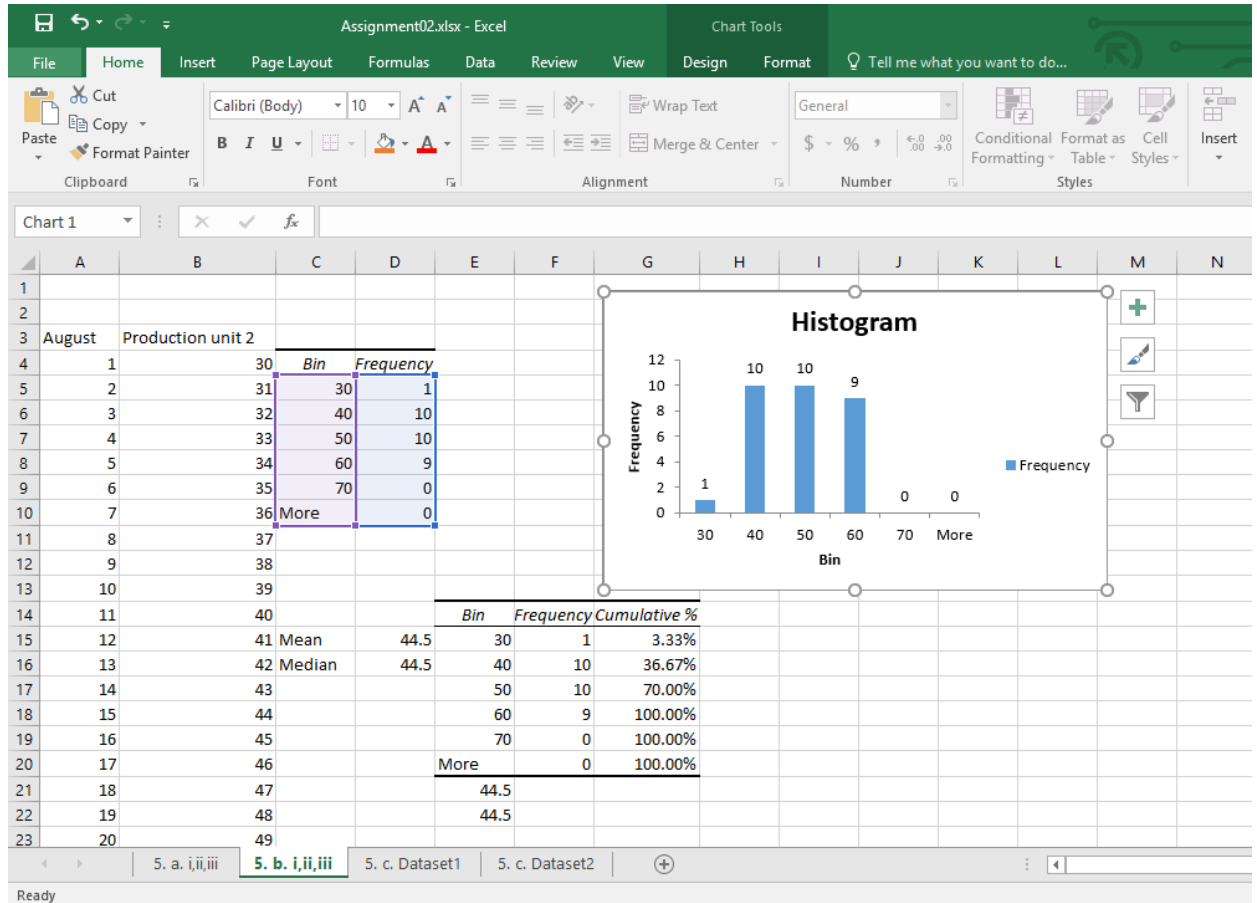 Assignment02.xlsx - Excel Chart Tools
File Home Insert Page Layout Formulas Data Review View Design Format Tell me what you want to do...
Cut
Copy
Format Painter
Paste
Calibri (Body) 10 A A
B I U A
Wrap Text
Merge & Center
General
$ % , .0 .00 .00 .0
Conditional Formatting
Format as Table
Cell Styles
Insert
Clipboard Font Alignment Number Styles
Chart 1 fx
A B C D E F G H I J K L M N
1
2
3 August Production unit 2
4 1 30 Bin Frequency
5 2 31 30 1
6 3 32 40 10
7 4 33 50 10
8 5 34 60 9
9 6 35 70 0
10 7 36 More 0
11 8 37
12 9 38
13 10 39
14 11 40 Bin Frequency Cumulative %
15 12 41 Mean 44.5 30 1 3.33%
16 13 42 Median 44.5 40 10 36.67%
17 14 43 50 10 70.00%
18 15 44 60 9 100.00%
19 16 45 70 0 100.00%
20 17 46 More 0 100.00%
21 18 47 44.5
22 19 48 44.5
23 20 49
Histogram
Frequency
12
10
8
6
4
2
0
1 10 10 9 0 0
30 40 50 60 70 More
Bin
Frequency
5. a. i,ii,iii 5. b. i,ii,iii 5. c. Dataset1 5. c. Dataset2
Ready